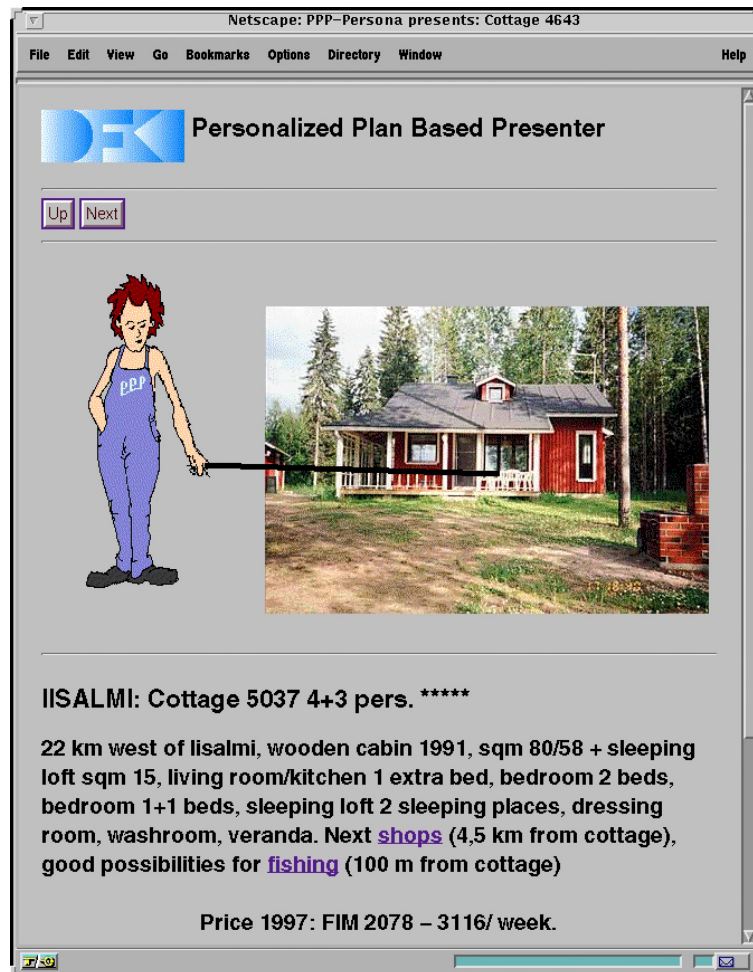 Netscape: PPP-Persona presents: Cottage 4643
File Edit View Go Bookmarks Options Directory Window Help
DFK Personalized Plan Based Presenter
Up Next
PPP
IISALMI: Cottage 5037 4+3 pers. *****
22 km west of Iisalmi, wooden cabin 1991, sqm 80/58 + sleeping
loft sqm 15, living room/kitchen 1 extra bed, bedroom 2 beds,
bedroom 1+1 beds, sleeping loft 2 sleeping places, dressing
room, washroom, veranda. Next shops (4,5 km from cottage),
good possibilities for fishing (100 m from cottage)
Price 1997: FIM 2078 – 3116/ week.